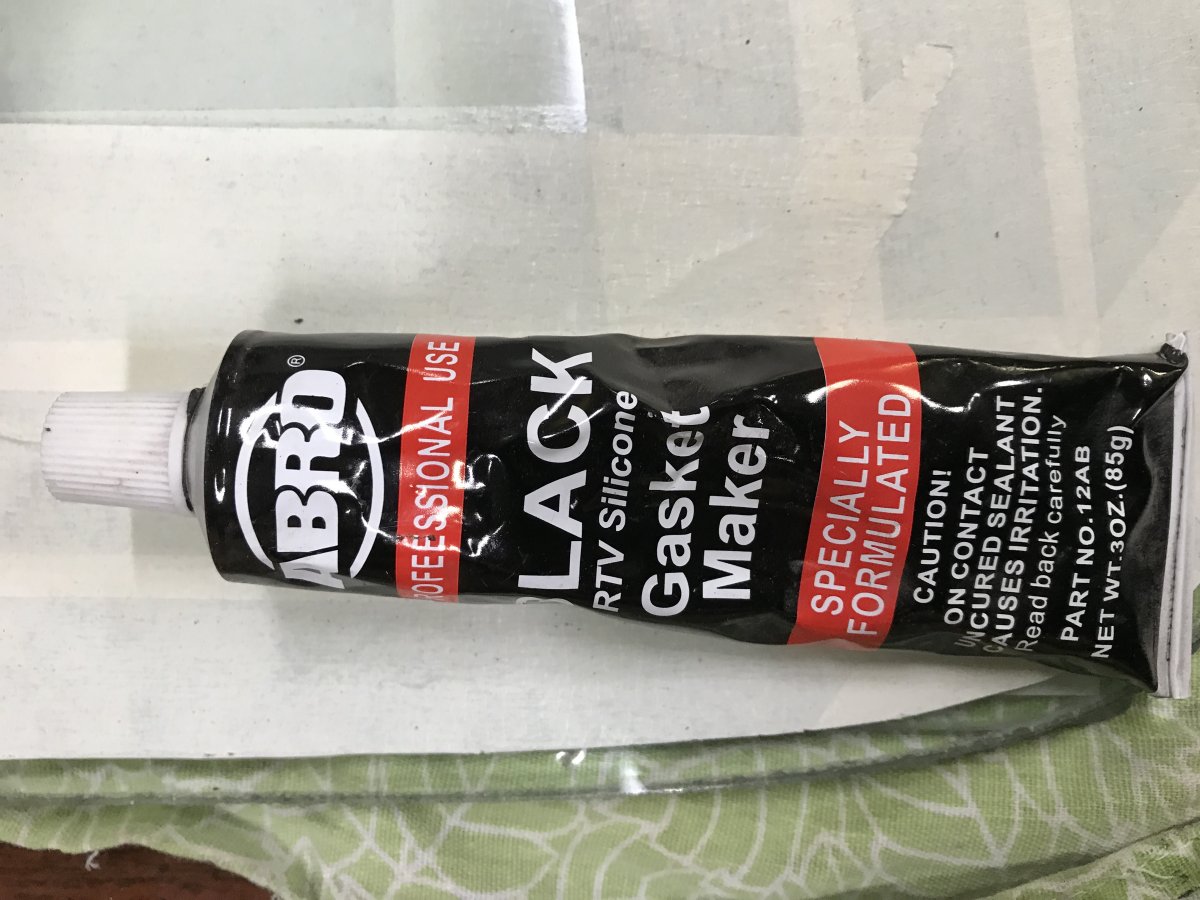 ABRO®
PROFESSIONAL USE
BLACK
RTV Silicone
Gasket
Maker
SPECIALLY
FORMULATED
CAUTION!
ON CONTACT
UNCURED SEALANT
CAUSES IRRITATION.
Read back carefully
PART NO.12AB
NET WT.3OZ.(85g)